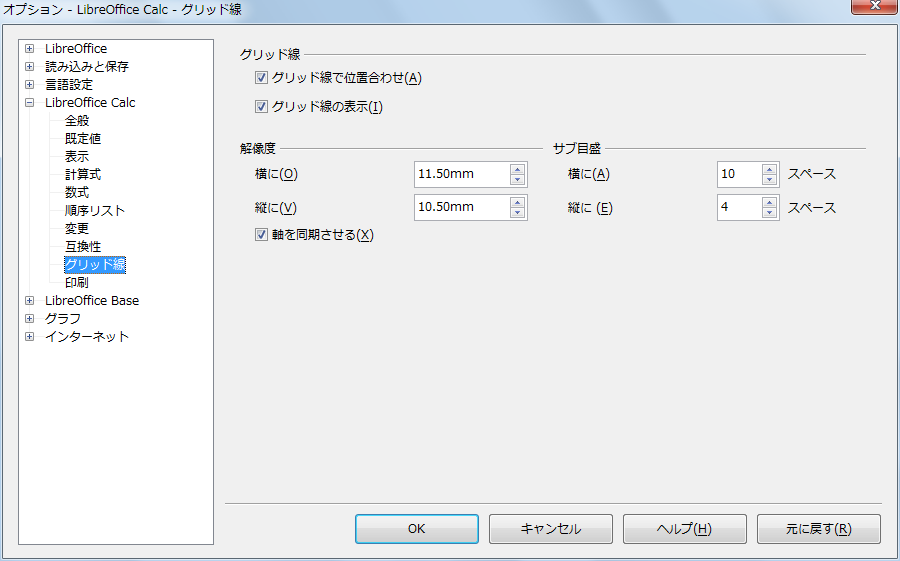 オプション - LibreOffice Calc - グリッド線
LibreOffice
読み込みと保存
言語設定
LibreOffice Calc
全般
既定値
表示
計算式
数式
順序リスト
変更
互換性
グリッド線
印刷
LibreOffice Base
グラフ
インターネット
グリッド線
グリッド線で位置合わせ(A)
グリッド線の表示(I)
解像度
横に(O) 11.50mm
縦に(V) 10.50mm
軸を同期させる(X)
サブ目盛
横に(A) 10 スペース
縦に (E) 4 スペース
OK キャンセル ヘルプ(H) 元に戻す(R)